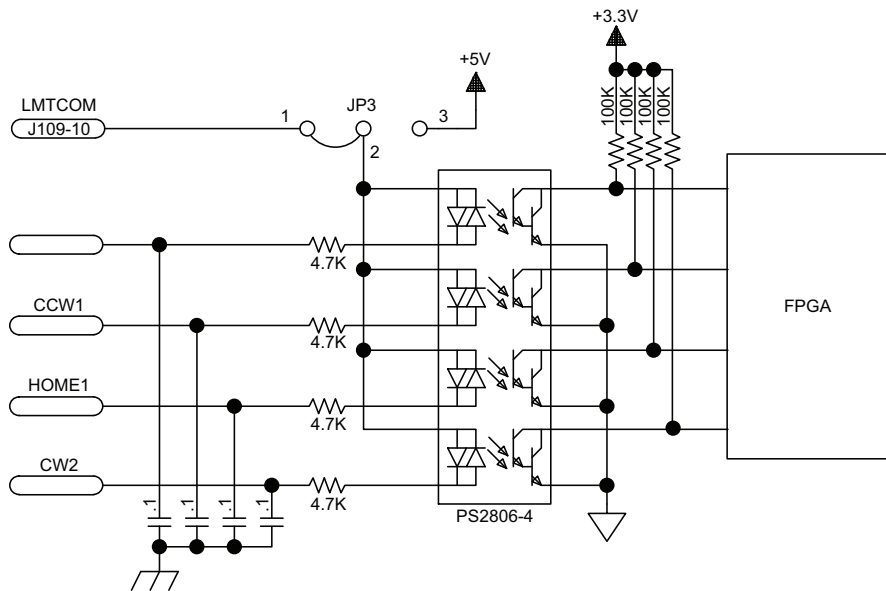 +3.3V
+5V
100K
100K
100K
100K
LMTCOM
J109-10
1
JP3
3
2
4.7K
CCW1
4.7K
FPGA
HOME1
4.7K
CW2
4.7K
.1
.1
.1
.1
PS2806-4